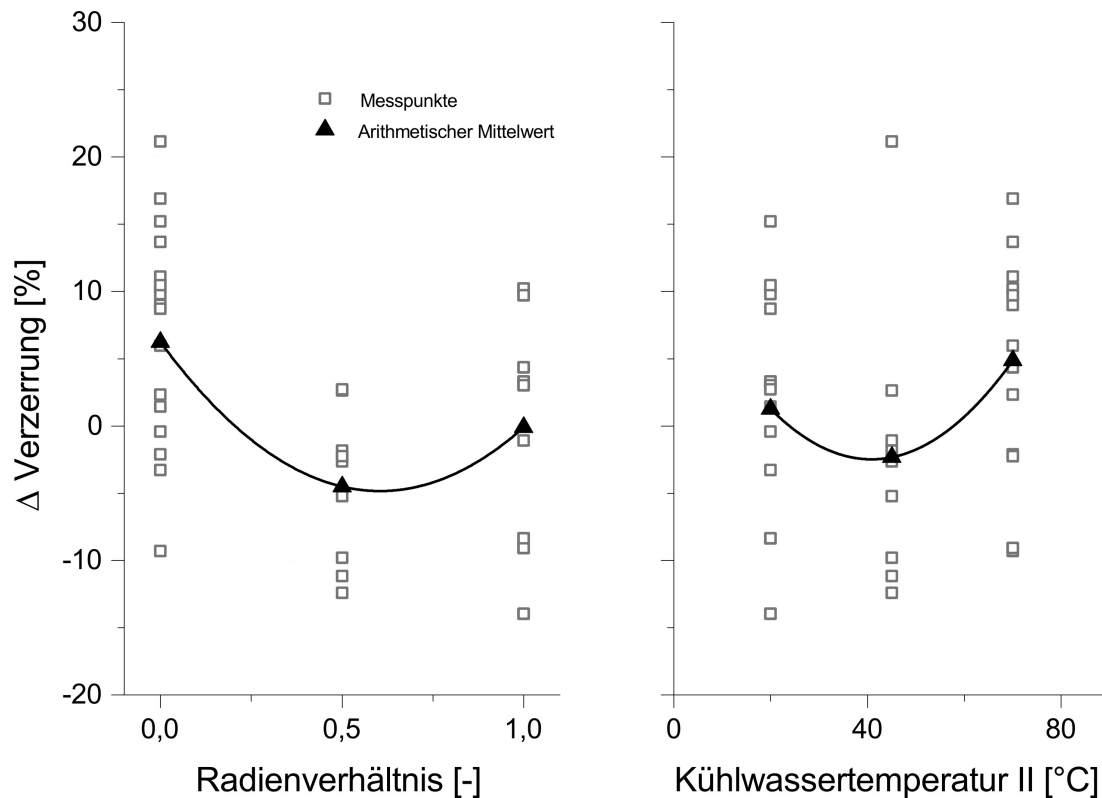 30
20
10
0
-10
-20
Δ Verzerrung [%]
Messpunkte
Arithmetischer Mittelwert
0,0 0,5 1,0
Radienverhältnis [-]
0 40 80
Kühlwassertemperatur II [°C]